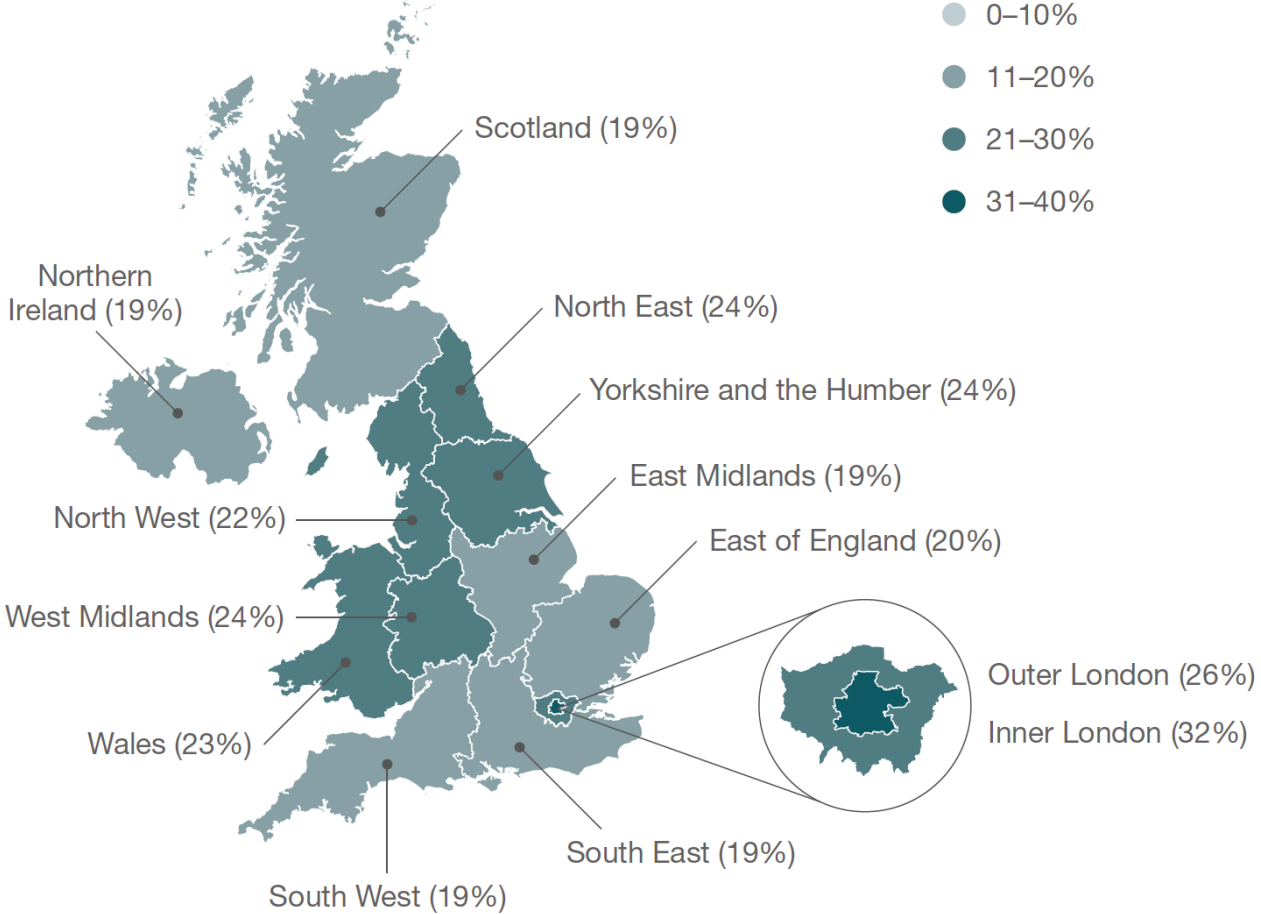 0–10%
11–20%
21–30%
31–40%
Scotland (19%)
Northern
Ireland (19%)
North East (24%)
Yorkshire and the Humber (24%)
East Midlands (19%)
North West (22%)
East of England (20%)
West Midlands (24%)
Outer London (26%)
Inner London (32%)
Wales (23%)
South East (19%)
South West (19%)